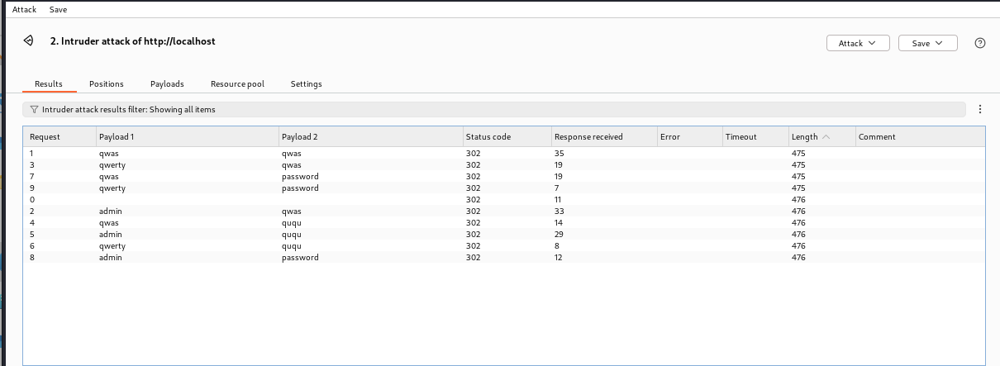 Attack Save
2. Intruder attack of http://localhost
Attack Save
Results Positions Payloads Resource pool Settings
Intruder attack results filter: Showing all items
Request Payload 1 Payload 2 Status code Response received Error Timeout Length Comment
1 qwas qwas 302 35 475
3 qwerty qwas 302 19 475
7 qwas password 302 19 475
9 qwerty password 302 7 475
0 302 11 476
2 admin qwas 302 33 476
4 qwas ququ 302 14 476
5 admin ququ 302 29 476
6 qwerty ququ 302 8 476
8 admin password 302 12 476